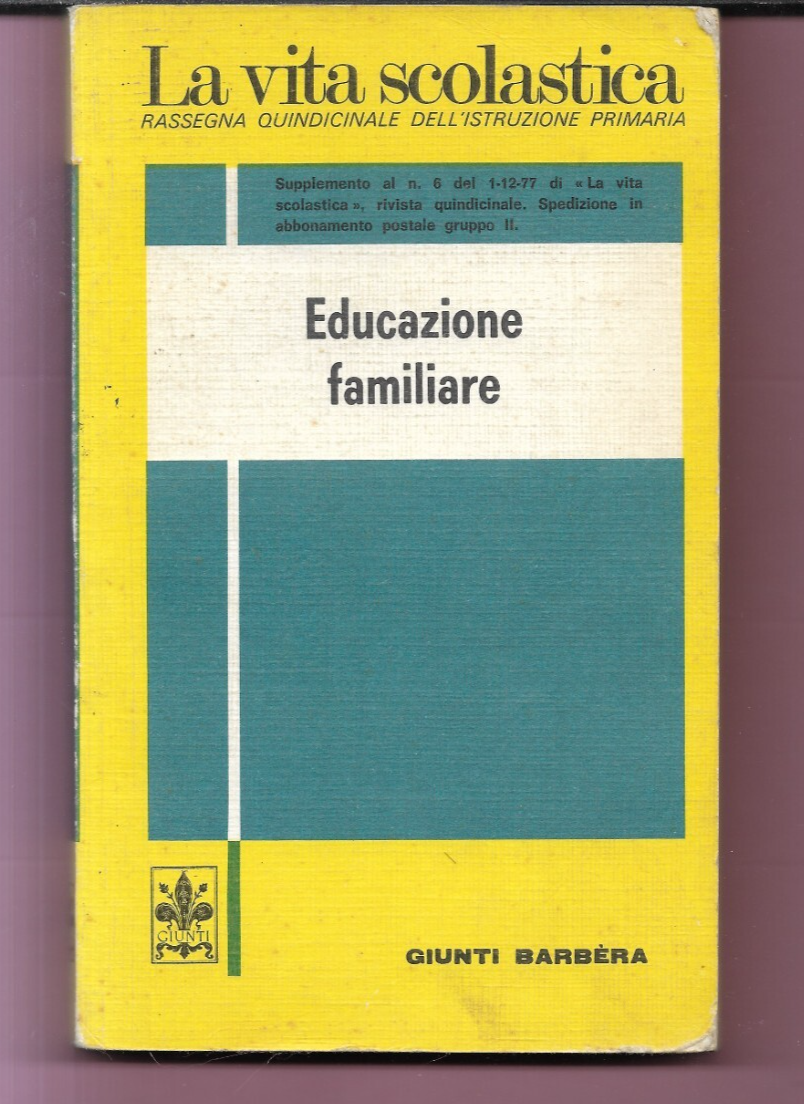 La vita scolastica
RASSEGNA QUINDICINALE DELL'ISTRUZIONE PRIMARIA
Supplemento al n. 6 del 1-12-77 di « La vita
scolastica », rivista quindicinale. Spedizione in
abbonamento postale gruppo II.
Educazione
familiare
GIUNTI
GIUNTI BARBÈRA